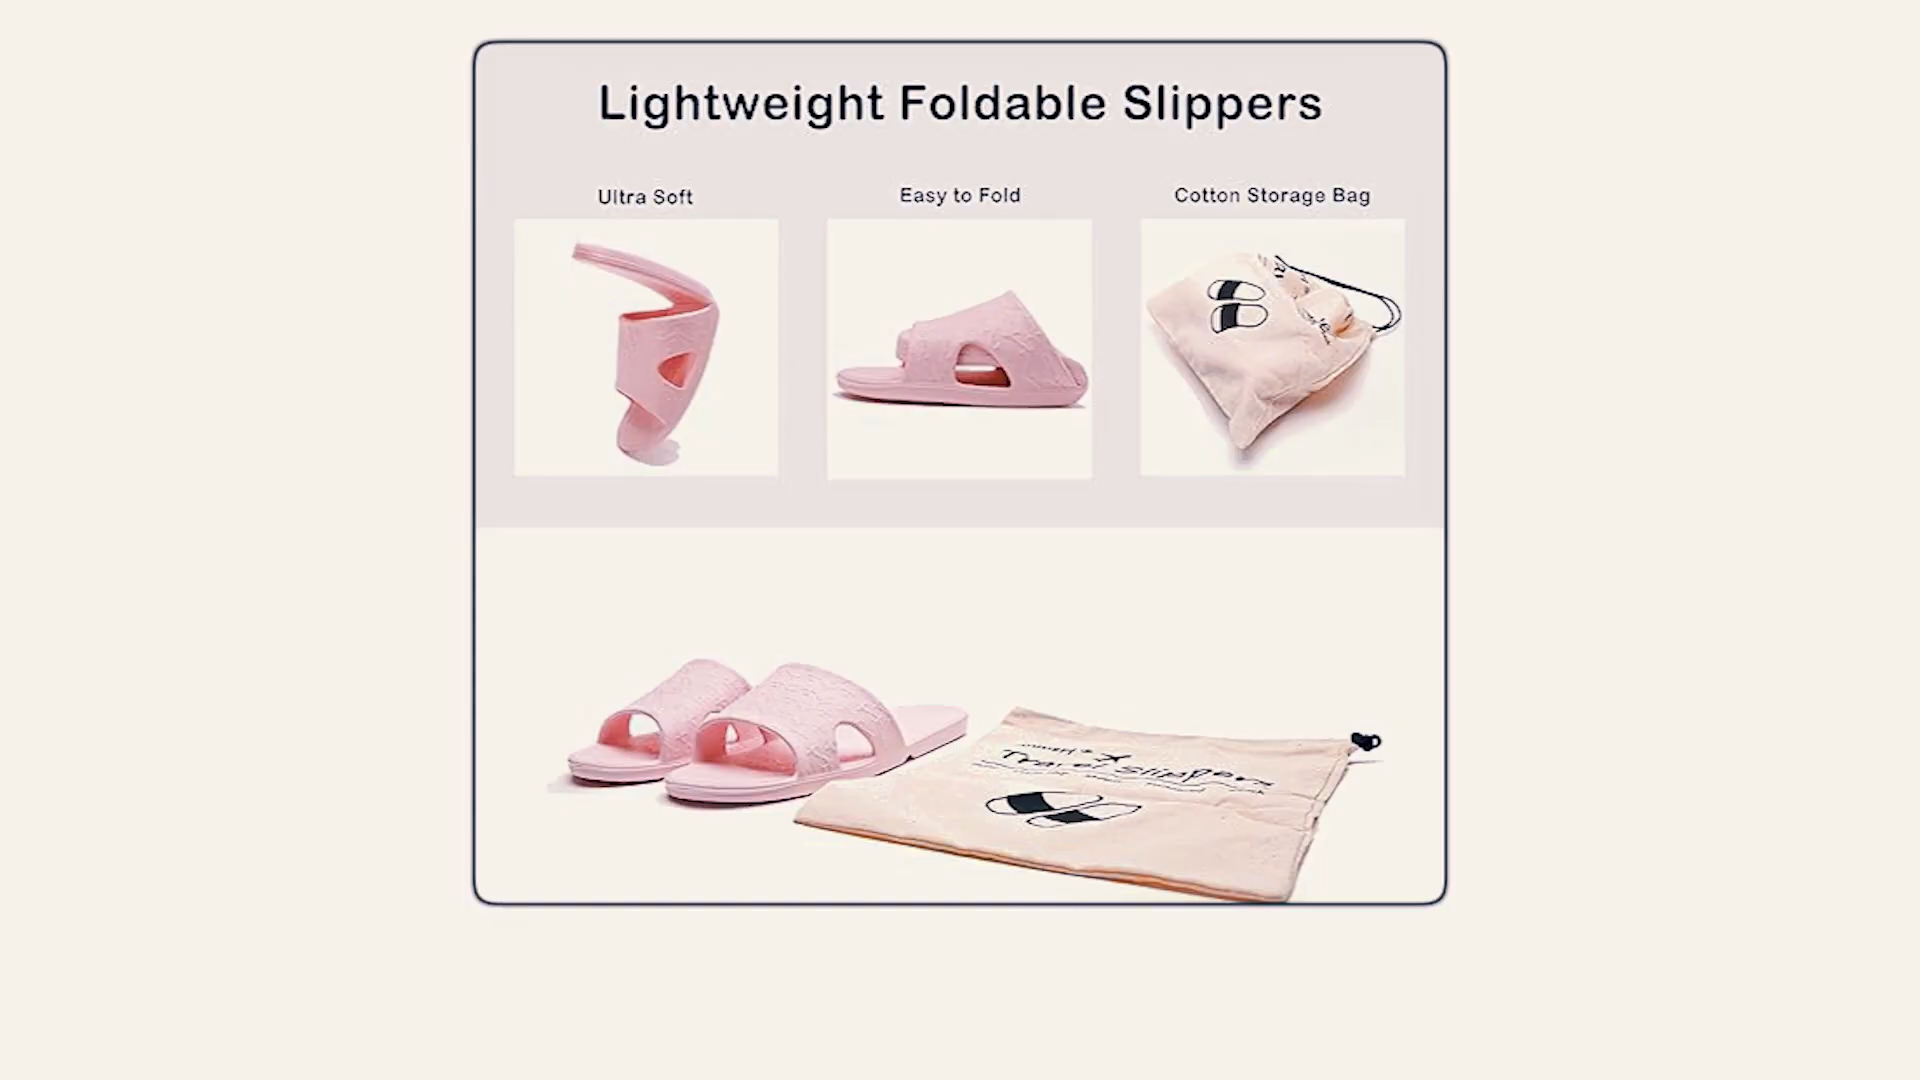 Lightweight Foldable Slippers
Ultra Soft
Easy to Fold
Cotton Storage Bag
Travel Slippers